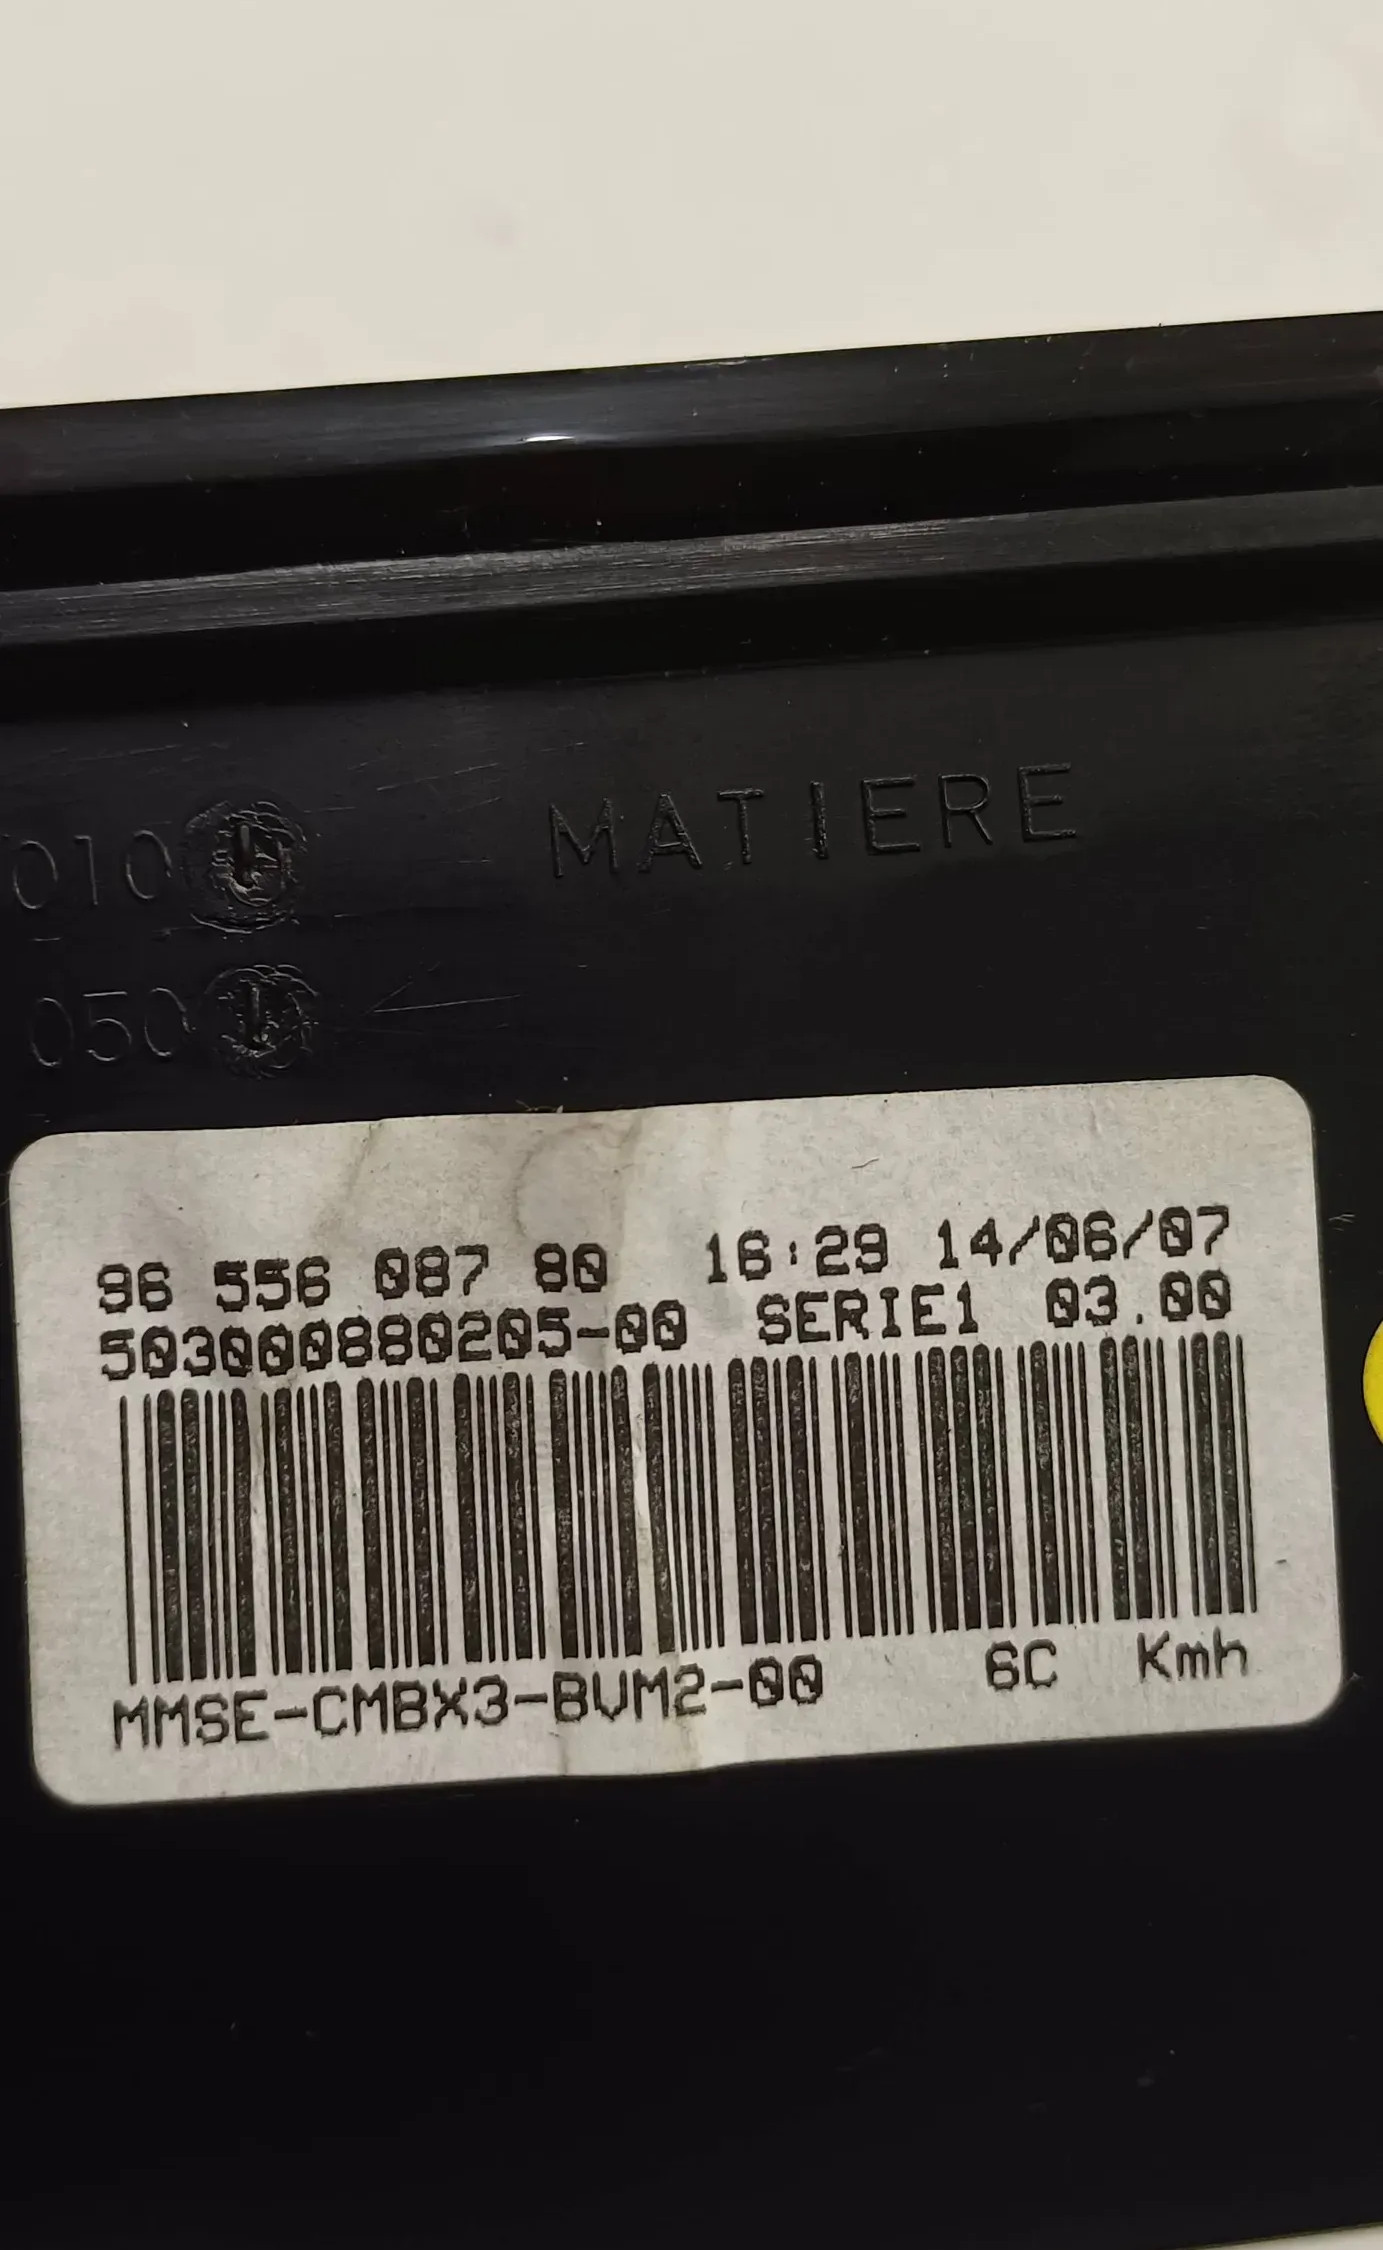 010
MATIERE
050
96 556 087 80 16:29 14/06/07
503000880205-00 SERIE1 03.00
MMSE-CMBX3-BVM2-00 6C Kmh